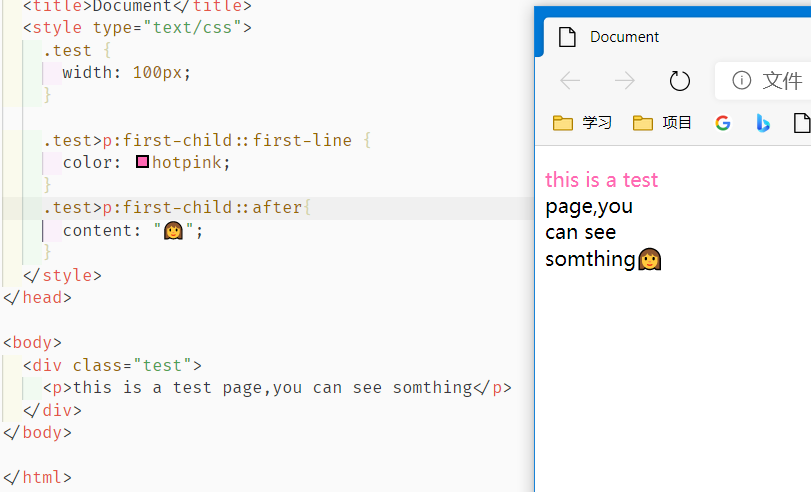 <title>Document</title>
<style type="text/css">
.test {
width: 100px;
}
.test>p:first-child::first-line {
color: hotpink;
}
.test>p:first-child::after{
content: "👩";
}
</style>
</head>
<body>
<div class="test">
<p>this is a test page,you can see somthing</p>
</div>
</body>
</html>
Document
文件
学习 项目
this is a test
page,you
can see
somthing👩